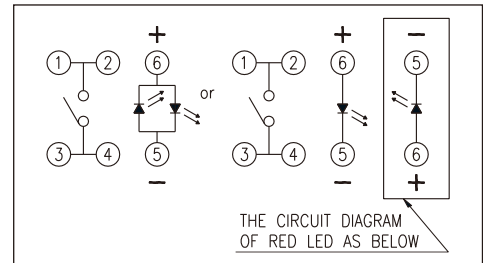 + + −
1 2 6 1 2 6 5
or
3 4 5 3 4 5 6
− − +
THE CIRCUIT DIAGRAM
OF RED LED AS BELOW